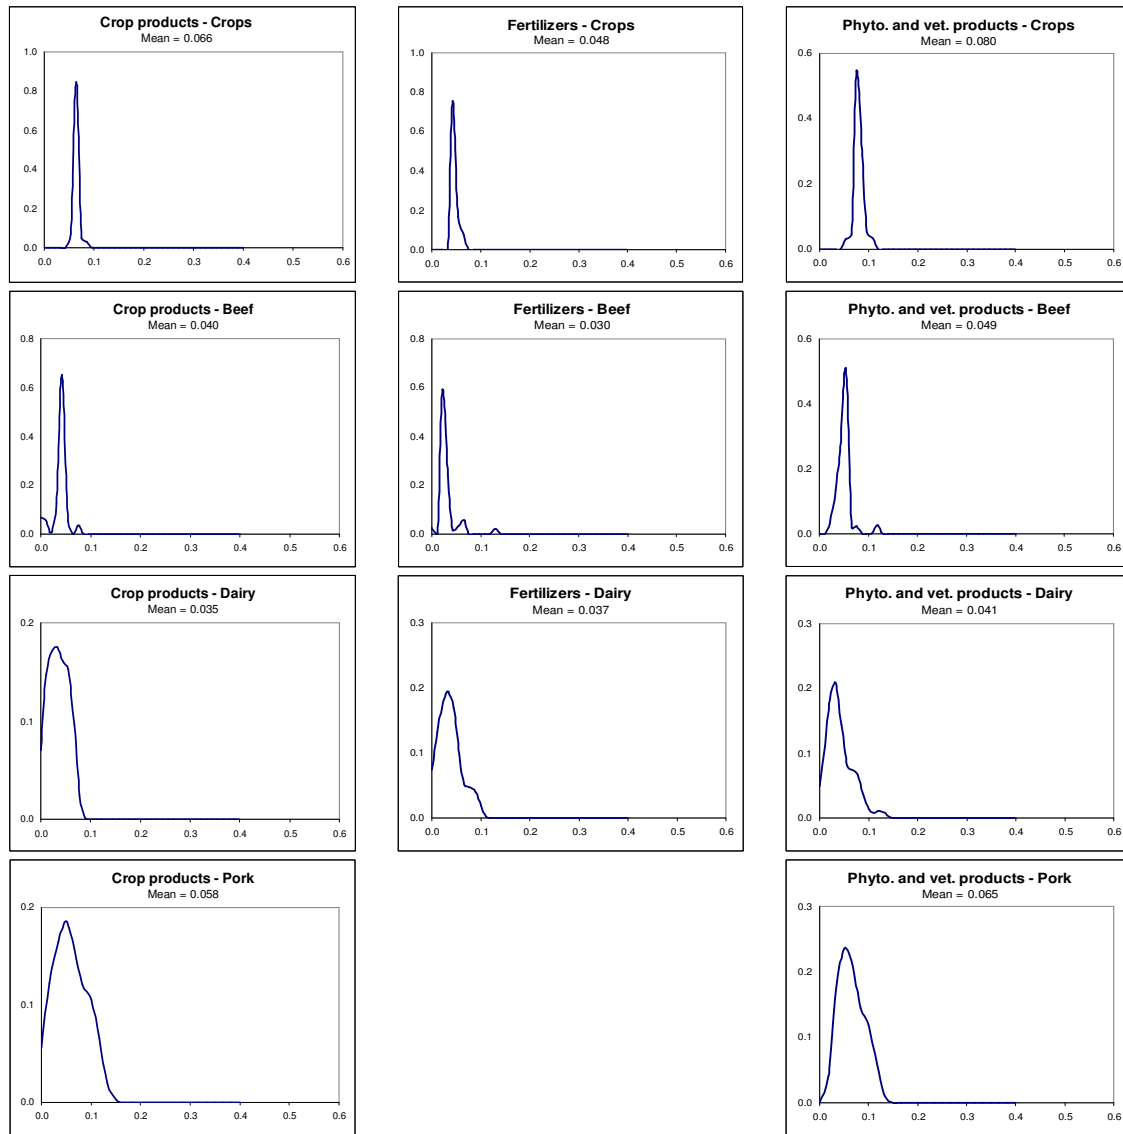 Crop products - Crops
Mean = 0.066
1.0
0.8
0.6
0.4
0.2
0.0
0.0 0.1 0.2 0.3 0.4 0.5 0.6
Fertilizers - Crops
Mean = 0.048
1.0
0.8
0.6
0.4
0.2
0.0
0.0 0.1 0.2 0.3 0.4 0.5 0.6
Phyto. and vet. products - Crops
Mean = 0.080
0.6
0.4
0.2
0.0
0.0 0.1 0.2 0.3 0.4 0.5 0.6
Crop products - Beef
Mean = 0.040
0.8
0.6
0.4
0.2
0.0
0.0 0.1 0.2 0.3 0.4 0.5 0.6
Fertilizers - Beef
Mean = 0.030
0.8
0.6
0.4
0.2
0.0
0.0 0.1 0.2 0.3 0.4 0.5 0.6
Phyto. and vet. products - Beef
Mean = 0.049
0.6
0.4
0.2
0.0
0.0 0.1 0.2 0.3 0.4 0.5 0.6
Crop products - Dairy
Mean = 0.035
0.2
0.1
0.0
0.0 0.1 0.2 0.3 0.4 0.5 0.6
Fertilizers - Dairy
Mean = 0.037
0.3
0.2
0.1
0.0
0.0 0.1 0.2 0.3 0.4 0.5 0.6
Phyto. and vet. products - Dairy
Mean = 0.041
0.3
0.2
0.1
0.0
0.0 0.1 0.2 0.3 0.4 0.5 0.6
Crop products - Pork
Mean = 0.058
0.2
0.1
0.0
0.0 0.1 0.2 0.3 0.4 0.5 0.6
Phyto. and vet. products - Pork
Mean = 0.065
0.3
0.2
0.1
0.0
0.0 0.1 0.2 0.3 0.4 0.5 0.6